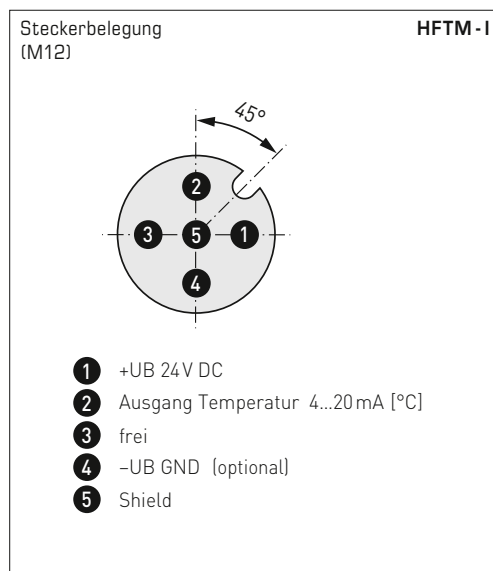 Steckerbelegung HFTM - I
(M12)
45°
2
3 5 1
4
1 +UB 24 V DC
2 Ausgang Temperatur 4...20 mA [°C]
3 frei
4 –UB GND (optional)
5 Shield